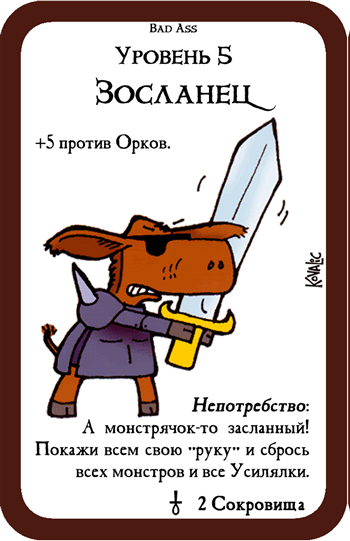 Bad Ass
Уровень 5
Зосланец
+5 против Орков.
Kovalic
Непотребство:
А монстрячок-то засланный!
Покажи всем свою "руку" и сбрось
всех монстров и все Усилялки.
2 Сокровища